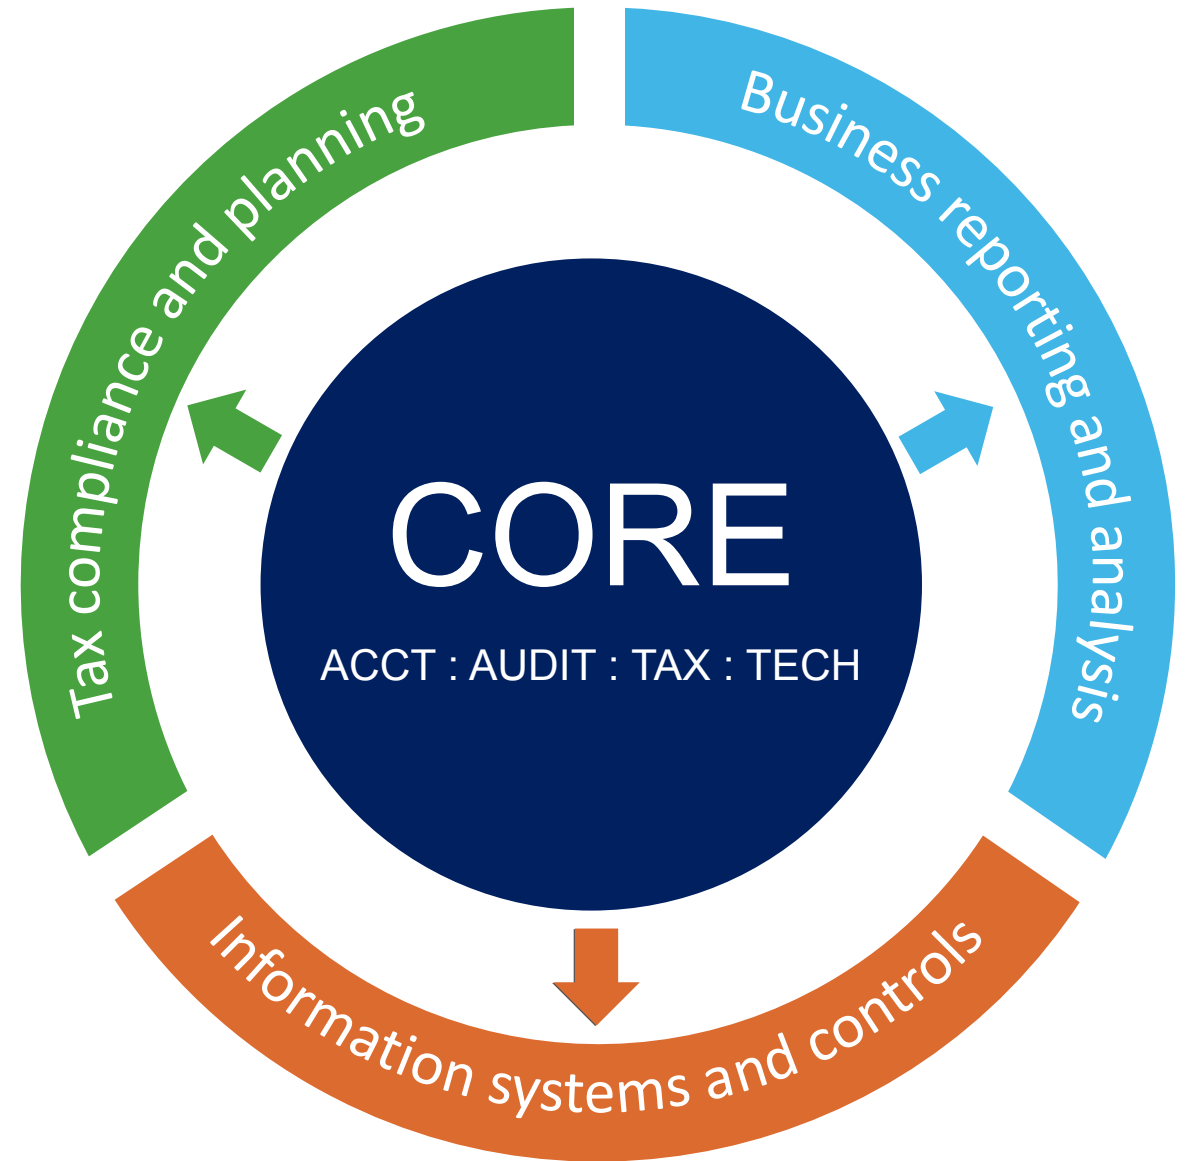 Tax compliance and planning
Business reporting and analysis
CORE
ACCT : AUDIT : TAX : TECH
Information systems and controls